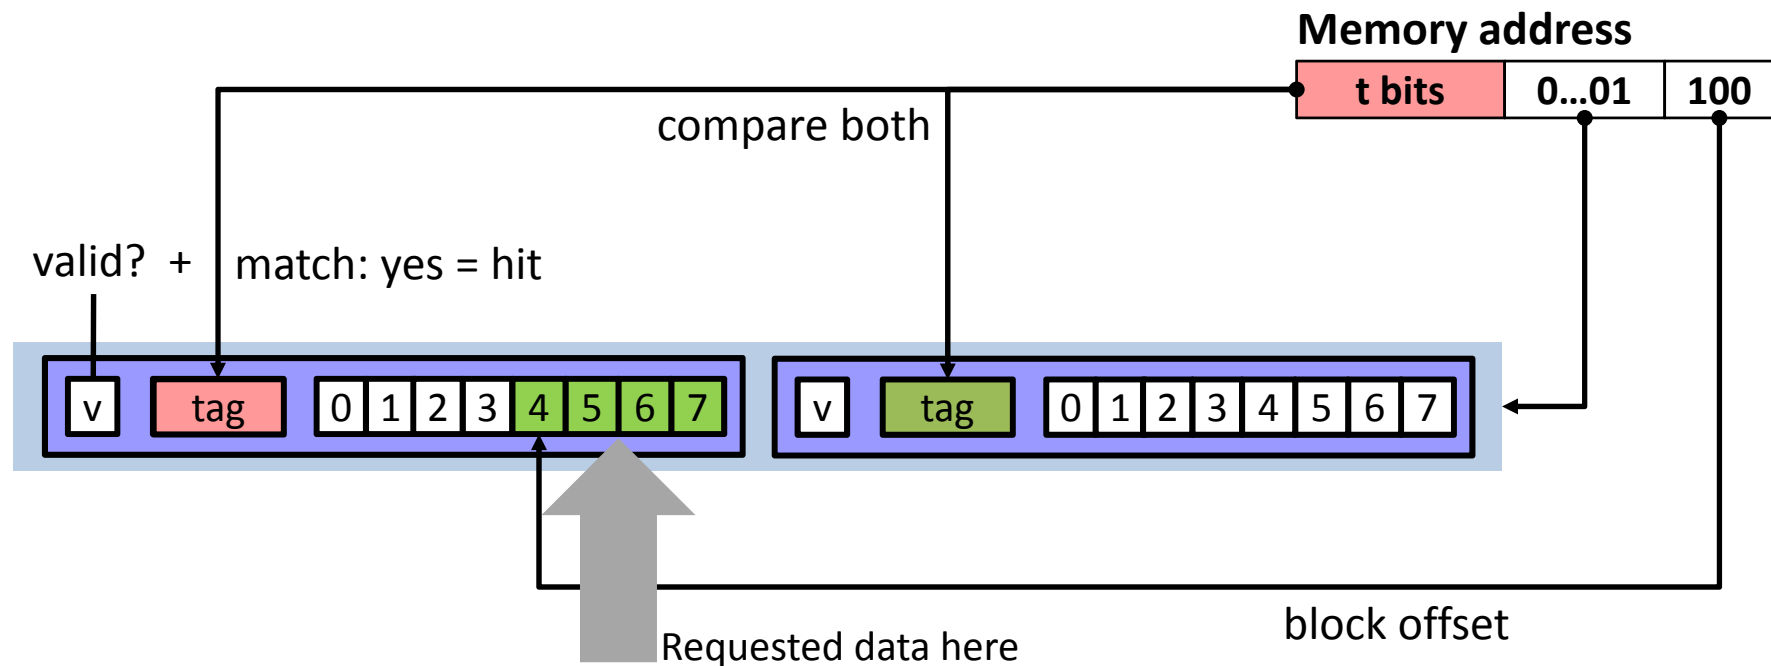 Memory address
t bits 0...01 100
compare both
valid? + match: yes = hit
v tag 0 1 2 3 4 5 6 7 v tag 0 1 2 3 4 5 6 7
block offset
Requested data here